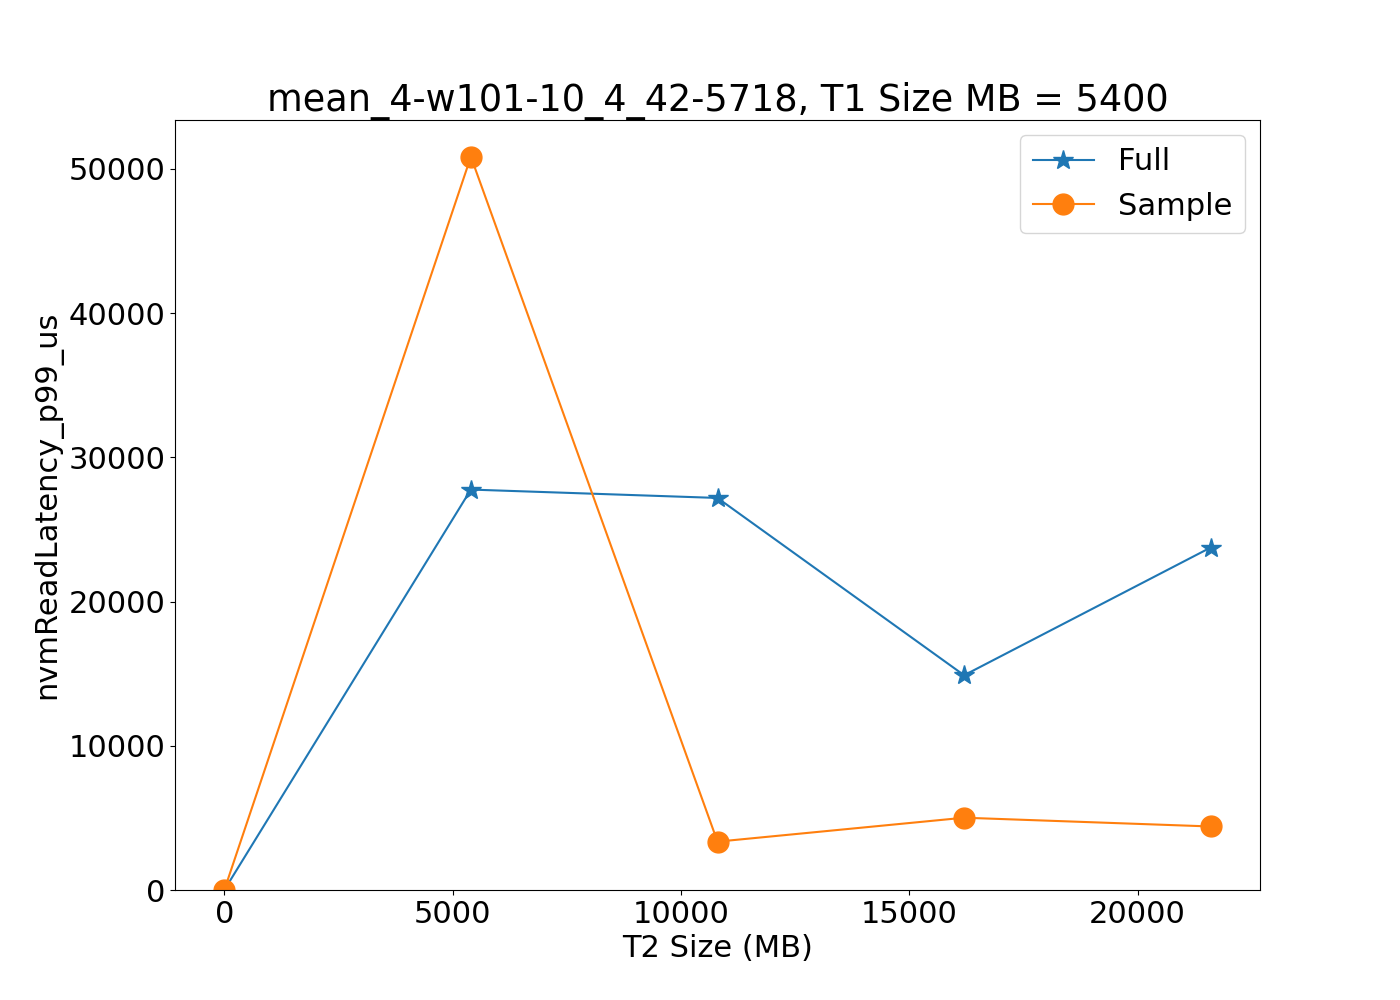 mean_4-w101-10_4_42-5718, T1 Size MB = 5400
Full
Sample
nvmReadLatency_p99_us
50000
40000
30000
20000
10000
0
0 5000 10000 15000 20000
T2 Size (MB)